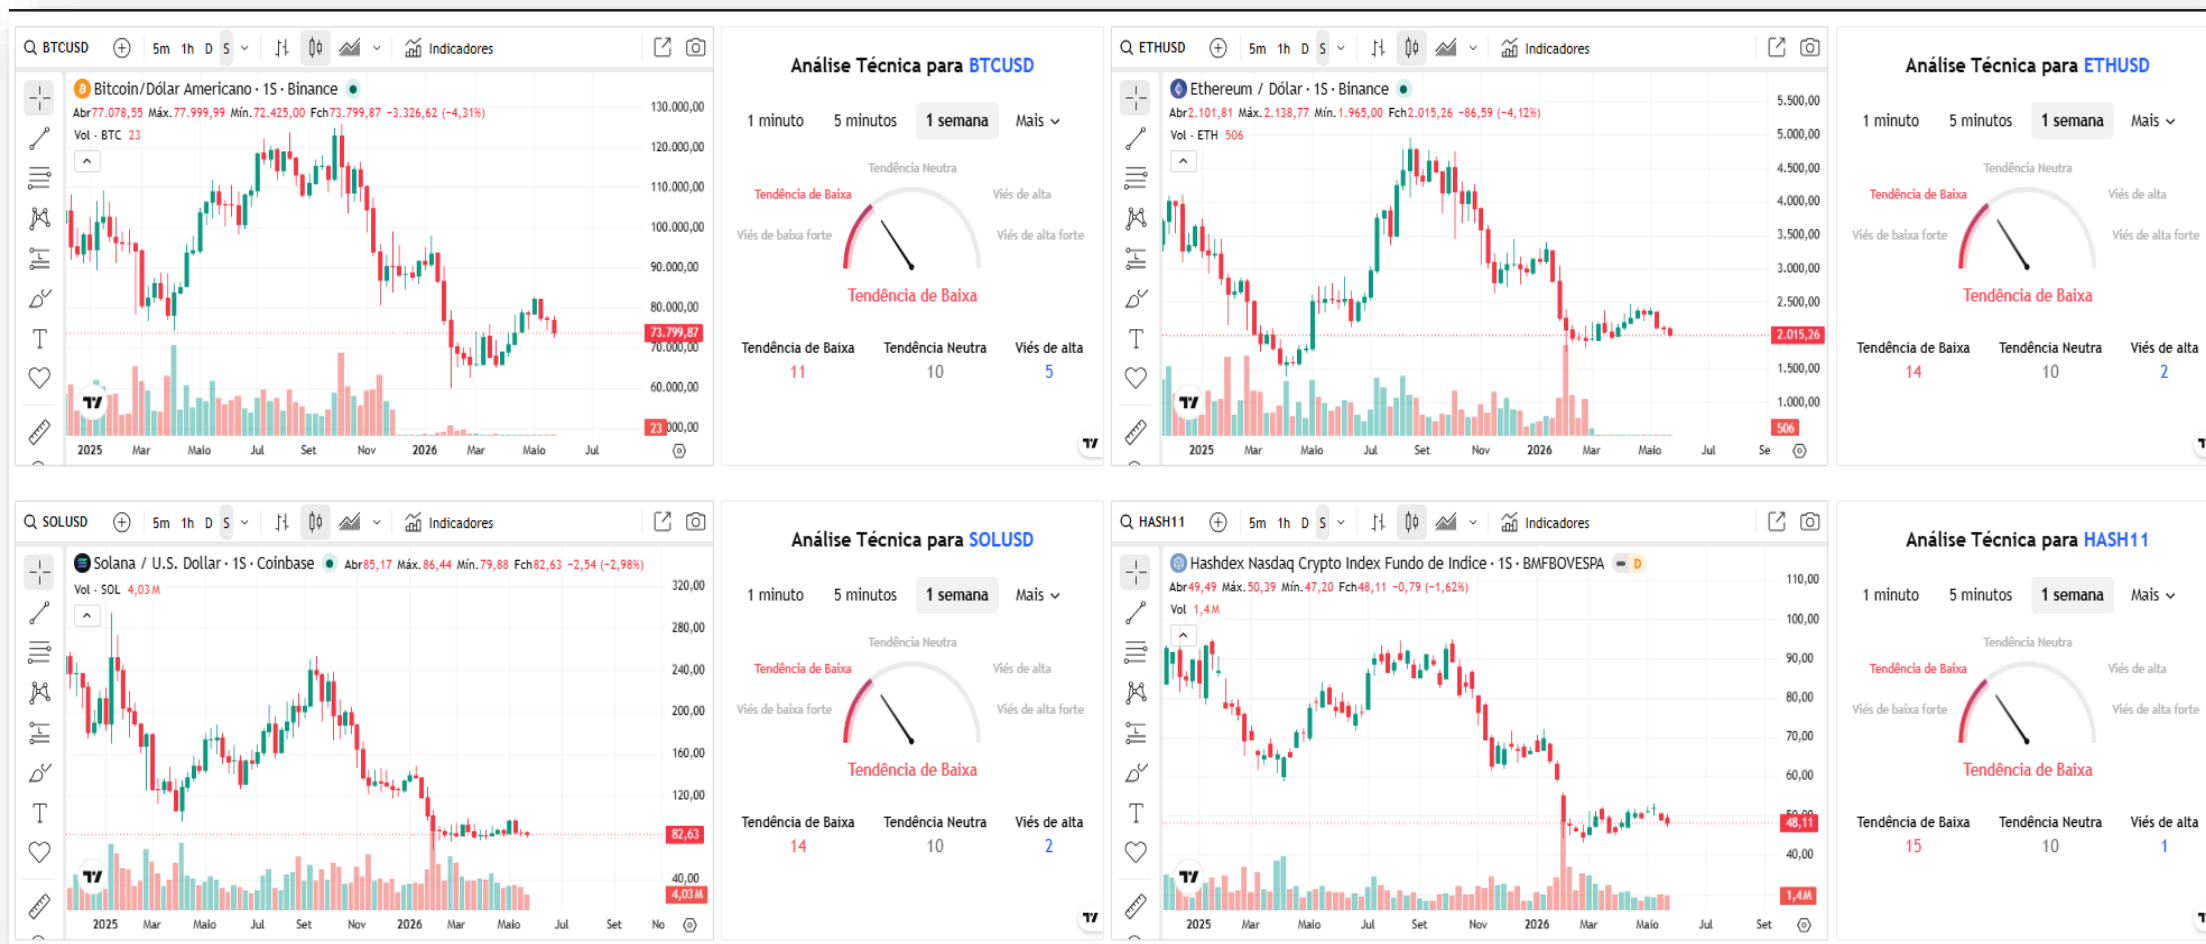 BTCUSD 5m 1h D S Indicadores
Bitcoin/Dólar Americano · 1S · Binance
Abr77.078,55 Máx.77.999,99 Mín.72.425,00 Fch73.799,87 −3.326,62 (−4,31%)
Vol · BTC 23
130.000,00
120.000,00
110.000,00
100.000,00
90.000,00
80.000,00
73.799,87
70.000,00
60.000,00
23
2025 Mar Maio Jul Set Nov 2026 Mar Maio Jul
Análise Técnica para BTCUSD
1 minuto 5 minutos 1 semana Mais
Tendência Neutra
Tendência de Baixa Viés de alta
Viés de baixa forte Viés de alta forte
Tendência de Baixa
Tendência de Baixa Tendência Neutra Viés de alta
11 10 5
ETHUSD 5m 1h D S Indicadores
Ethereum / Dólar · 1S · Binance
Abr2.101,81 Máx.2.138,77 Mín.1.965,00 Fch2.015,26 −86,59 (−4,12%)
Vol · ETH 506
5.500,00
5.000,00
4.500,00
4.000,00
3.500,00
3.000,00
2.500,00
2.015,26
1.500,00
1.000,00
506
2025 Mar Maio Jul Set Nov 2026 Mar Maio Jul Se
Análise Técnica para ETHUSD
1 minuto 5 minutos 1 semana Mais
Tendência Neutra
Tendência de Baixa Viés de alta
Viés de baixa forte Viés de alta forte
Tendência de Baixa
Tendência de Baixa Tendência Neutra Viés de alta
14 10 2
SOLUSD 5m 1h D S Indicadores
Solana / U.S. Dollar · 1S · Coinbase Abr85,17 Máx.86,44 Mín.79,88 Fch82,63 −2,54 (−2,98%)
Vol · SOL 4,03M
320,00
280,00
240,00
200,00
160,00
120,00
82,63
40,00
4,03M
2025 Mar Maio Jul Set Nov 2026 Mar Maio Jul Set No
Análise Técnica para SOLUSD
1 minuto 5 minutos 1 semana Mais
Tendência Neutra
Tendência de Baixa Viés de alta
Viés de baixa forte Viés de alta forte
Tendência de Baixa
Tendência de Baixa Tendência Neutra Viés de alta
14 10 2
HASH11 5m 1h D S Indicadores
Hashdex Nasdaq Crypto Index Fundo de Indice · 1S · BMFBOVESPA D
Abr49,49 Máx.50,39 Mín.47,20 Fch48,11 −0,79 (−1,62%)
Vol 1,4M
110,00
100,00
90,00
80,00
70,00
60,00
48,11
40,00
1,4M
2025 Mar Maio Jul Set Nov 2026 Mar Maio Jul Set
Análise Técnica para HASH11
1 minuto 5 minutos 1 semana Mais
Tendência Neutra
Tendência de Baixa Viés de alta
Viés de baixa forte Viés de alta forte
Tendência de Baixa
Tendência de Baixa Tendência Neutra Viés de alta
15 10 1